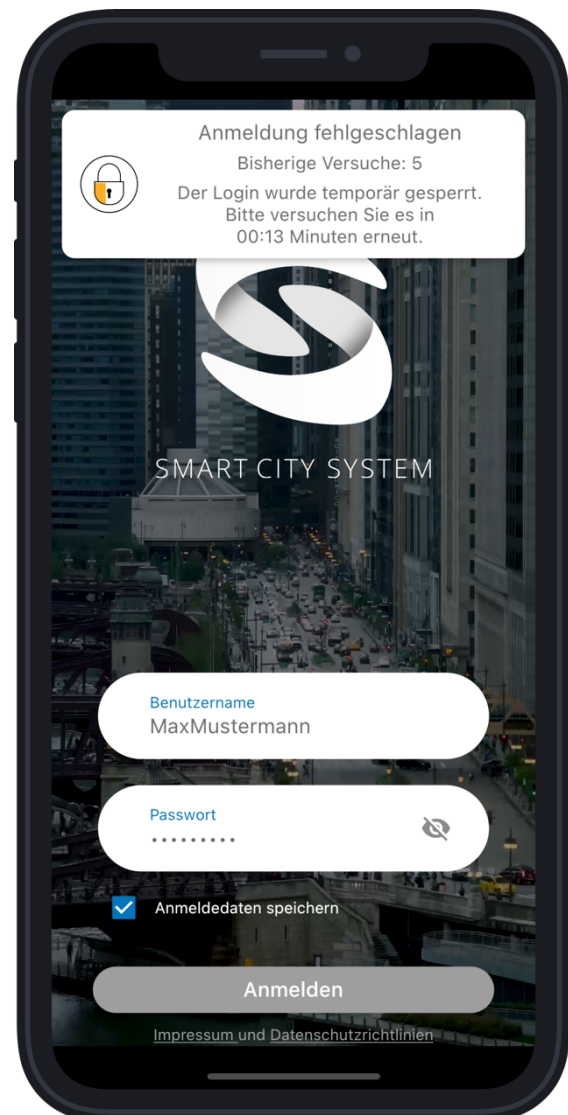 Anmeldung fehlgeschlagen
Bisherige Versuche: 5
Der Login wurde temporär gesperrt.
Bitte versuchen Sie es in
00:13 Minuten erneut.
SMART CITY SYSTEM
Benutzername
MaxMustermann
Passwort
•••••••••
Anmeldedaten speichern
Anmelden
Impressum und Datenschutzrichtlinien